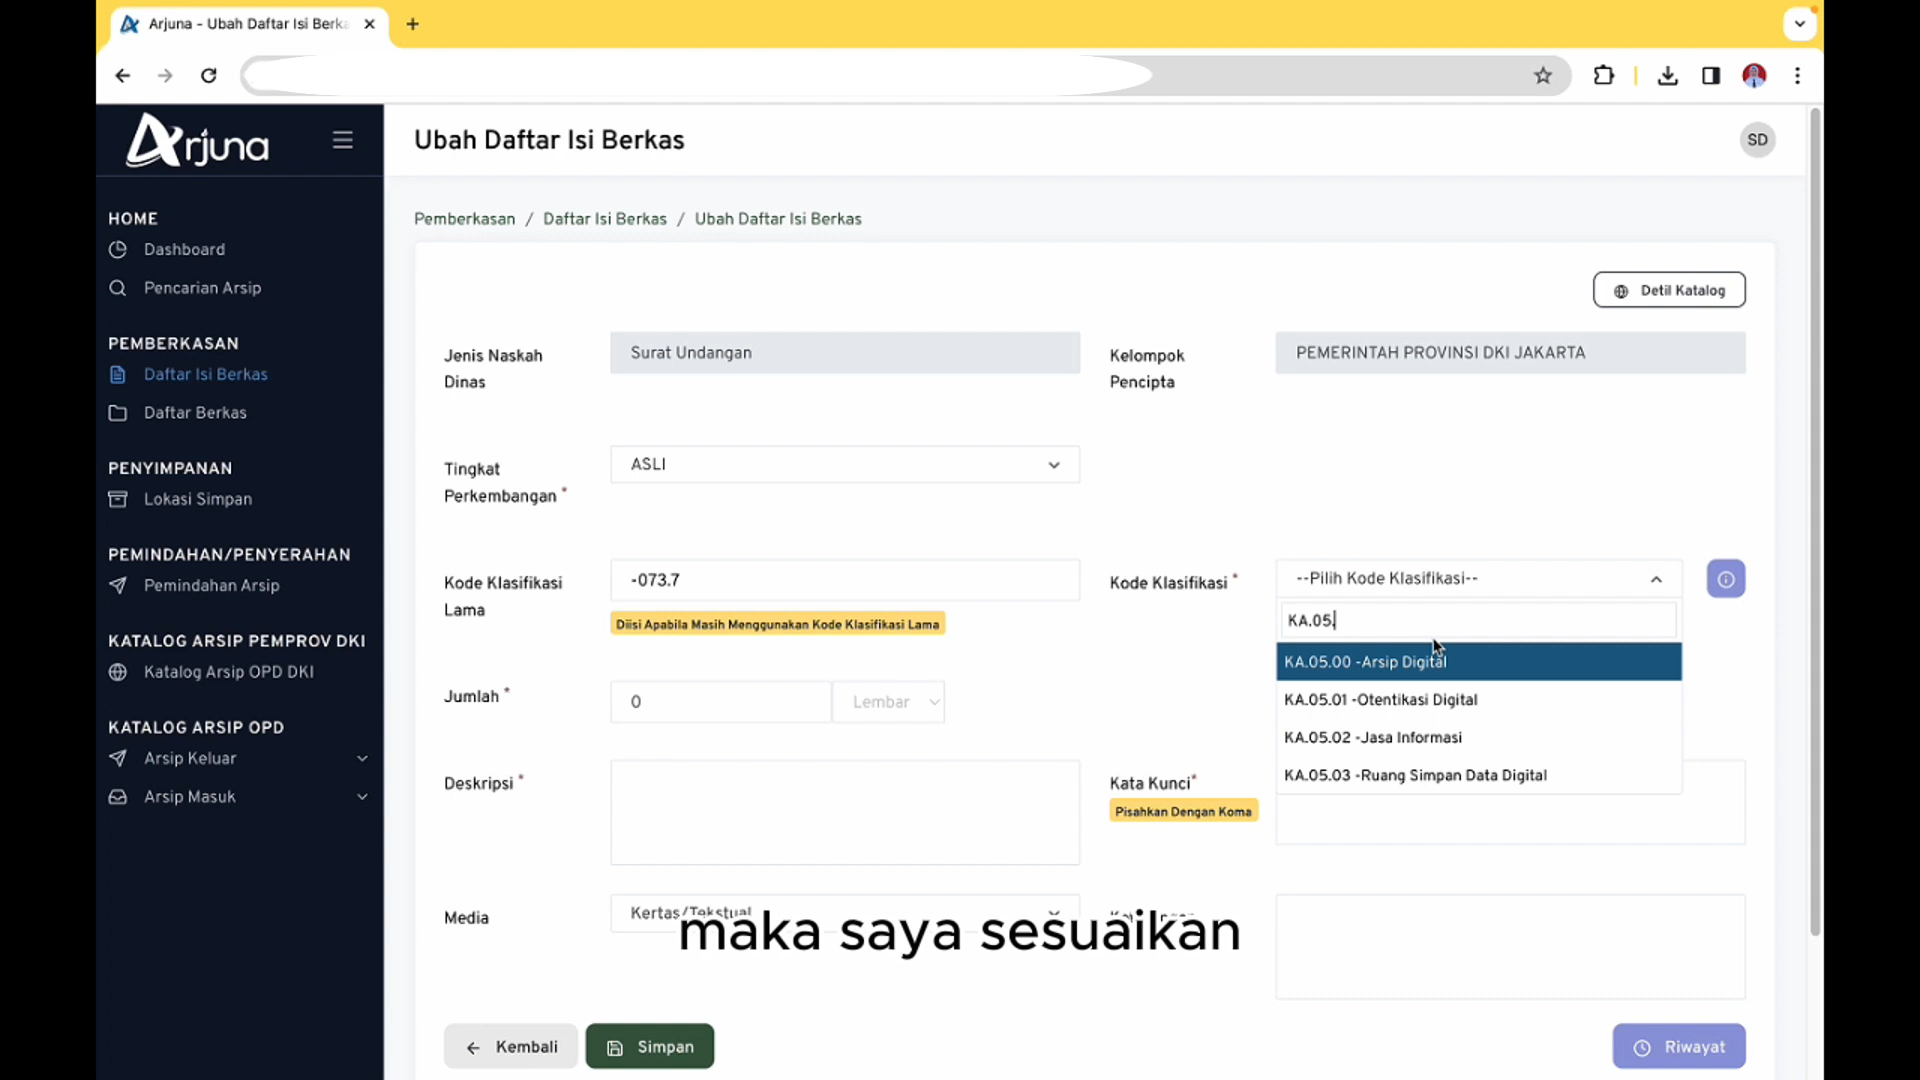 Arjuna - Ubah Daftar Isi Berka
Arjuna
Ubah Daftar Isi Berkas
SD
HOME
Dashboard
Pencarian Arsip
PEMBERKASAN
Daftar Isi Berkas
Daftar Berkas
PENYIMPANAN
Lokasi Simpan
PEMINDAHAN/PENYERAHAN
Pemindahan Arsip
KATALOG ARSIP PEMPROV DKI
Katalog Arsip OPD DKI
KATALOG ARSIP OPD
Arsip Keluar
Arsip Masuk
Pemberkasan / Daftar Isi Berkas / Ubah Daftar Isi Berkas
Detil Katalog
Jenis Naskah
Dinas
Surat Undangan
Kelompok
Pencipta
PEMERINTAH PROVINSI DKI JAKARTA
Tingkat
Perkembangan *
ASLI
Kode Klasifikasi
Lama
-073.7
Diisi Apabila Masih Menggunakan Kode Klasifikasi Lama
Kode Klasifikasi *
--Pilih Kode Klasifikasi--
KA.05.
KA.05.00 -Arsip Digital
KA.05.01 -Otentikasi Digital
KA.05.02 -Jasa Informasi
KA.05.03 -Ruang Simpan Data Digital
Jumlah *
0
Lembar
Deskripsi *
Kata Kunci*
Pisahkan Dengan Koma
Media
Kertas/Tekstual
maka saya sesuaikan
Kembali
Simpan
Riwayat